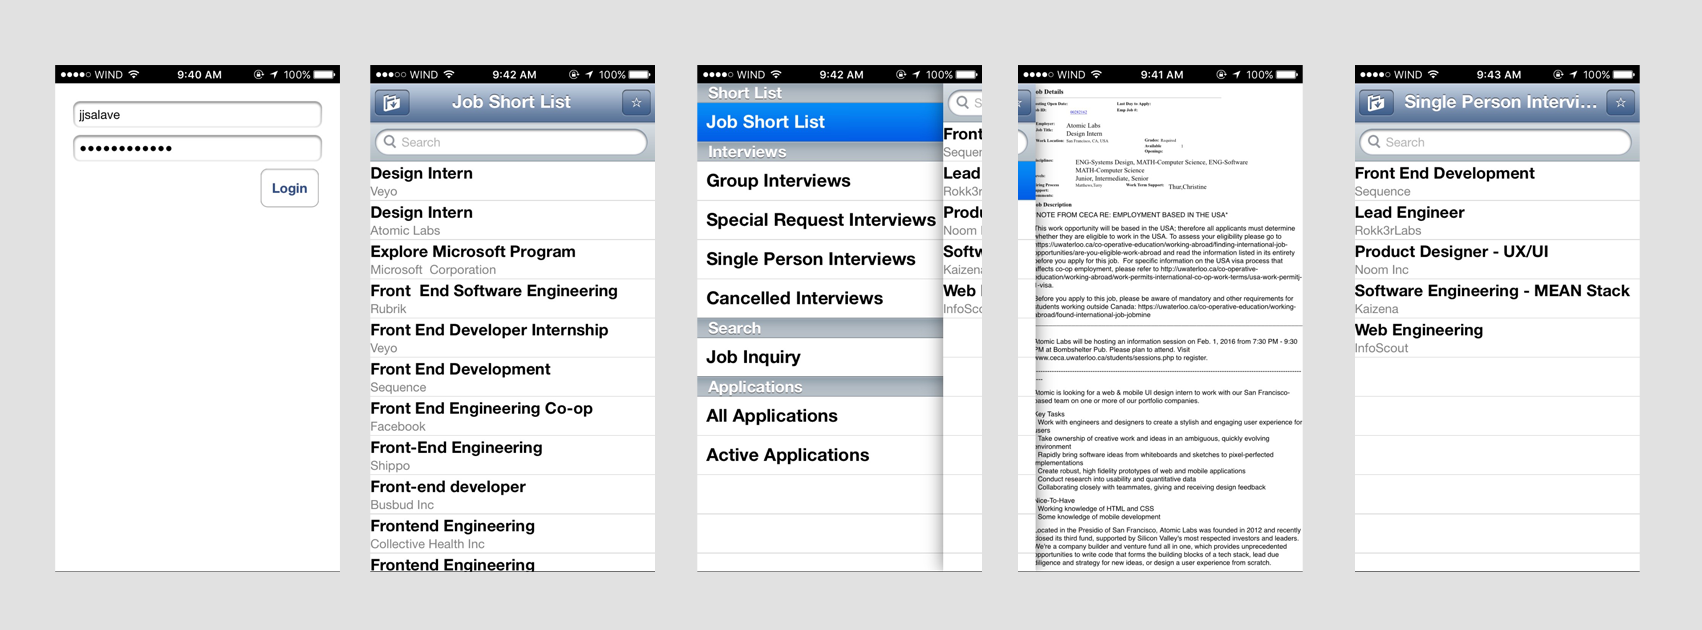 WIND 9:40 AM 100%
jjsalave
Login
WIND 9:42 AM 100%
Job Short List
Search
Design Intern
Veyo
Design Intern
Atomic Labs
Explore Microsoft Program
Microsoft Corporation
Front End Software Engineering
Rubrik
Front End Developer Internship
Veyo
Front End Development
Sequence
Front End Engineering Co-op
Facebook
Front-End Engineering
Shippo
Front-end developer
Busbud Inc
Frontend Engineering
Collective Health Inc
Frontend Engineering
WIND 9:42 AM 100%
Short List
Job Short List
Interviews
Group Interviews
Special Request Interviews
Single Person Interviews
Cancelled Interviews
Search
Job Inquiry
Applications
All Applications
Active Applications
S
Front
Sequen
Lead
Rokk3r
Produ
Noom I
Softw
Kaizena
Web
InfoSco
WIND 9:41 AM 100%
ob Details
Last Day to Apply:
Emp Job #:
Atomic Labs
Design Intern
San Francisco, CA, USA
Required
Available
Openings:
ENG-Systems Design, MATH-Computer Science, ENG-Software
MATH-Computer Science
Junior, Intermediate, Senior
Work Term Support: Thur,Christine
ob Description
*NOTE FROM CECA RE: EMPLOYMENT BASED IN THE USA*
This work opportunity will be based in the USA; therefore all applicants must determine
whether they are eligible to work in the USA. To assess your eligibility please go to
https://uwaterloo.ca/co-operative-education/working-abroad/finding-international-job-
opportunities/are-you-eligible-work-abroad and read the information listed in its entirety
before you apply for this job. For specific information on the USA visa process that
affects co-op employment, please refer to http://uwaterloo.ca/co-operative-
education/working-abroad/work-permits-international-co-op-work-terms/usa-work-permitj-
1-visa.
Before you apply to this job, please be aware of mandatory and other requirements for
students working outside Canada: https://uwaterloo.ca/co-operative-education/working-
abroad/found-international-job-jobmine
Atomic Labs will be hosting an information session on Feb. 1, 2016 from 7:30 PM - 9:30
PM at Bombshelter Pub. Please plan to attend. Visit
www.ceca.uwaterloo.ca/students/sessions.php to register.
Atomic is looking for a web & mobile UI design intern to work with our San Francisco-
based team on one or more of our portfolio companies.
Key Tasks
Work with engineers and designers to create a stylish and engaging user experience for
users
Take ownership of creative work and ideas in an ambiguous, quickly evolving
environment
Rapidly bring software ideas from whiteboards and sketches to pixel-perfected
implementations
Create robust, high fidelity prototypes of web and mobile applications
Conduct research into usability and quantitative data
Collaborating closely with teammates, giving and receiving design feedback
Nice-To-Have
Working knowledge of HTML and CSS
Some knowledge of mobile development
Located in the Presidio of San Francisco, Atomic Labs was founded in 2012 and recently
closed its third fund, supported by Silicon Valley's most respected investors and leaders.
We're a company builder and venture fund all in one, which provides unprecedented
opportunities to write code that forms the building blocks of a tech stack, lead due
diligence and strategy for new ideas, or design a user experience from scratch.
WIND 9:43 AM 100%
Single Person Intervi...
Search
Front End Development
Sequence
Lead Engineer
Rokk3rLabs
Product Designer - UX/UI
Noom Inc
Software Engineering - MEAN Stack
Kaizena
Web Engineering
InfoScout